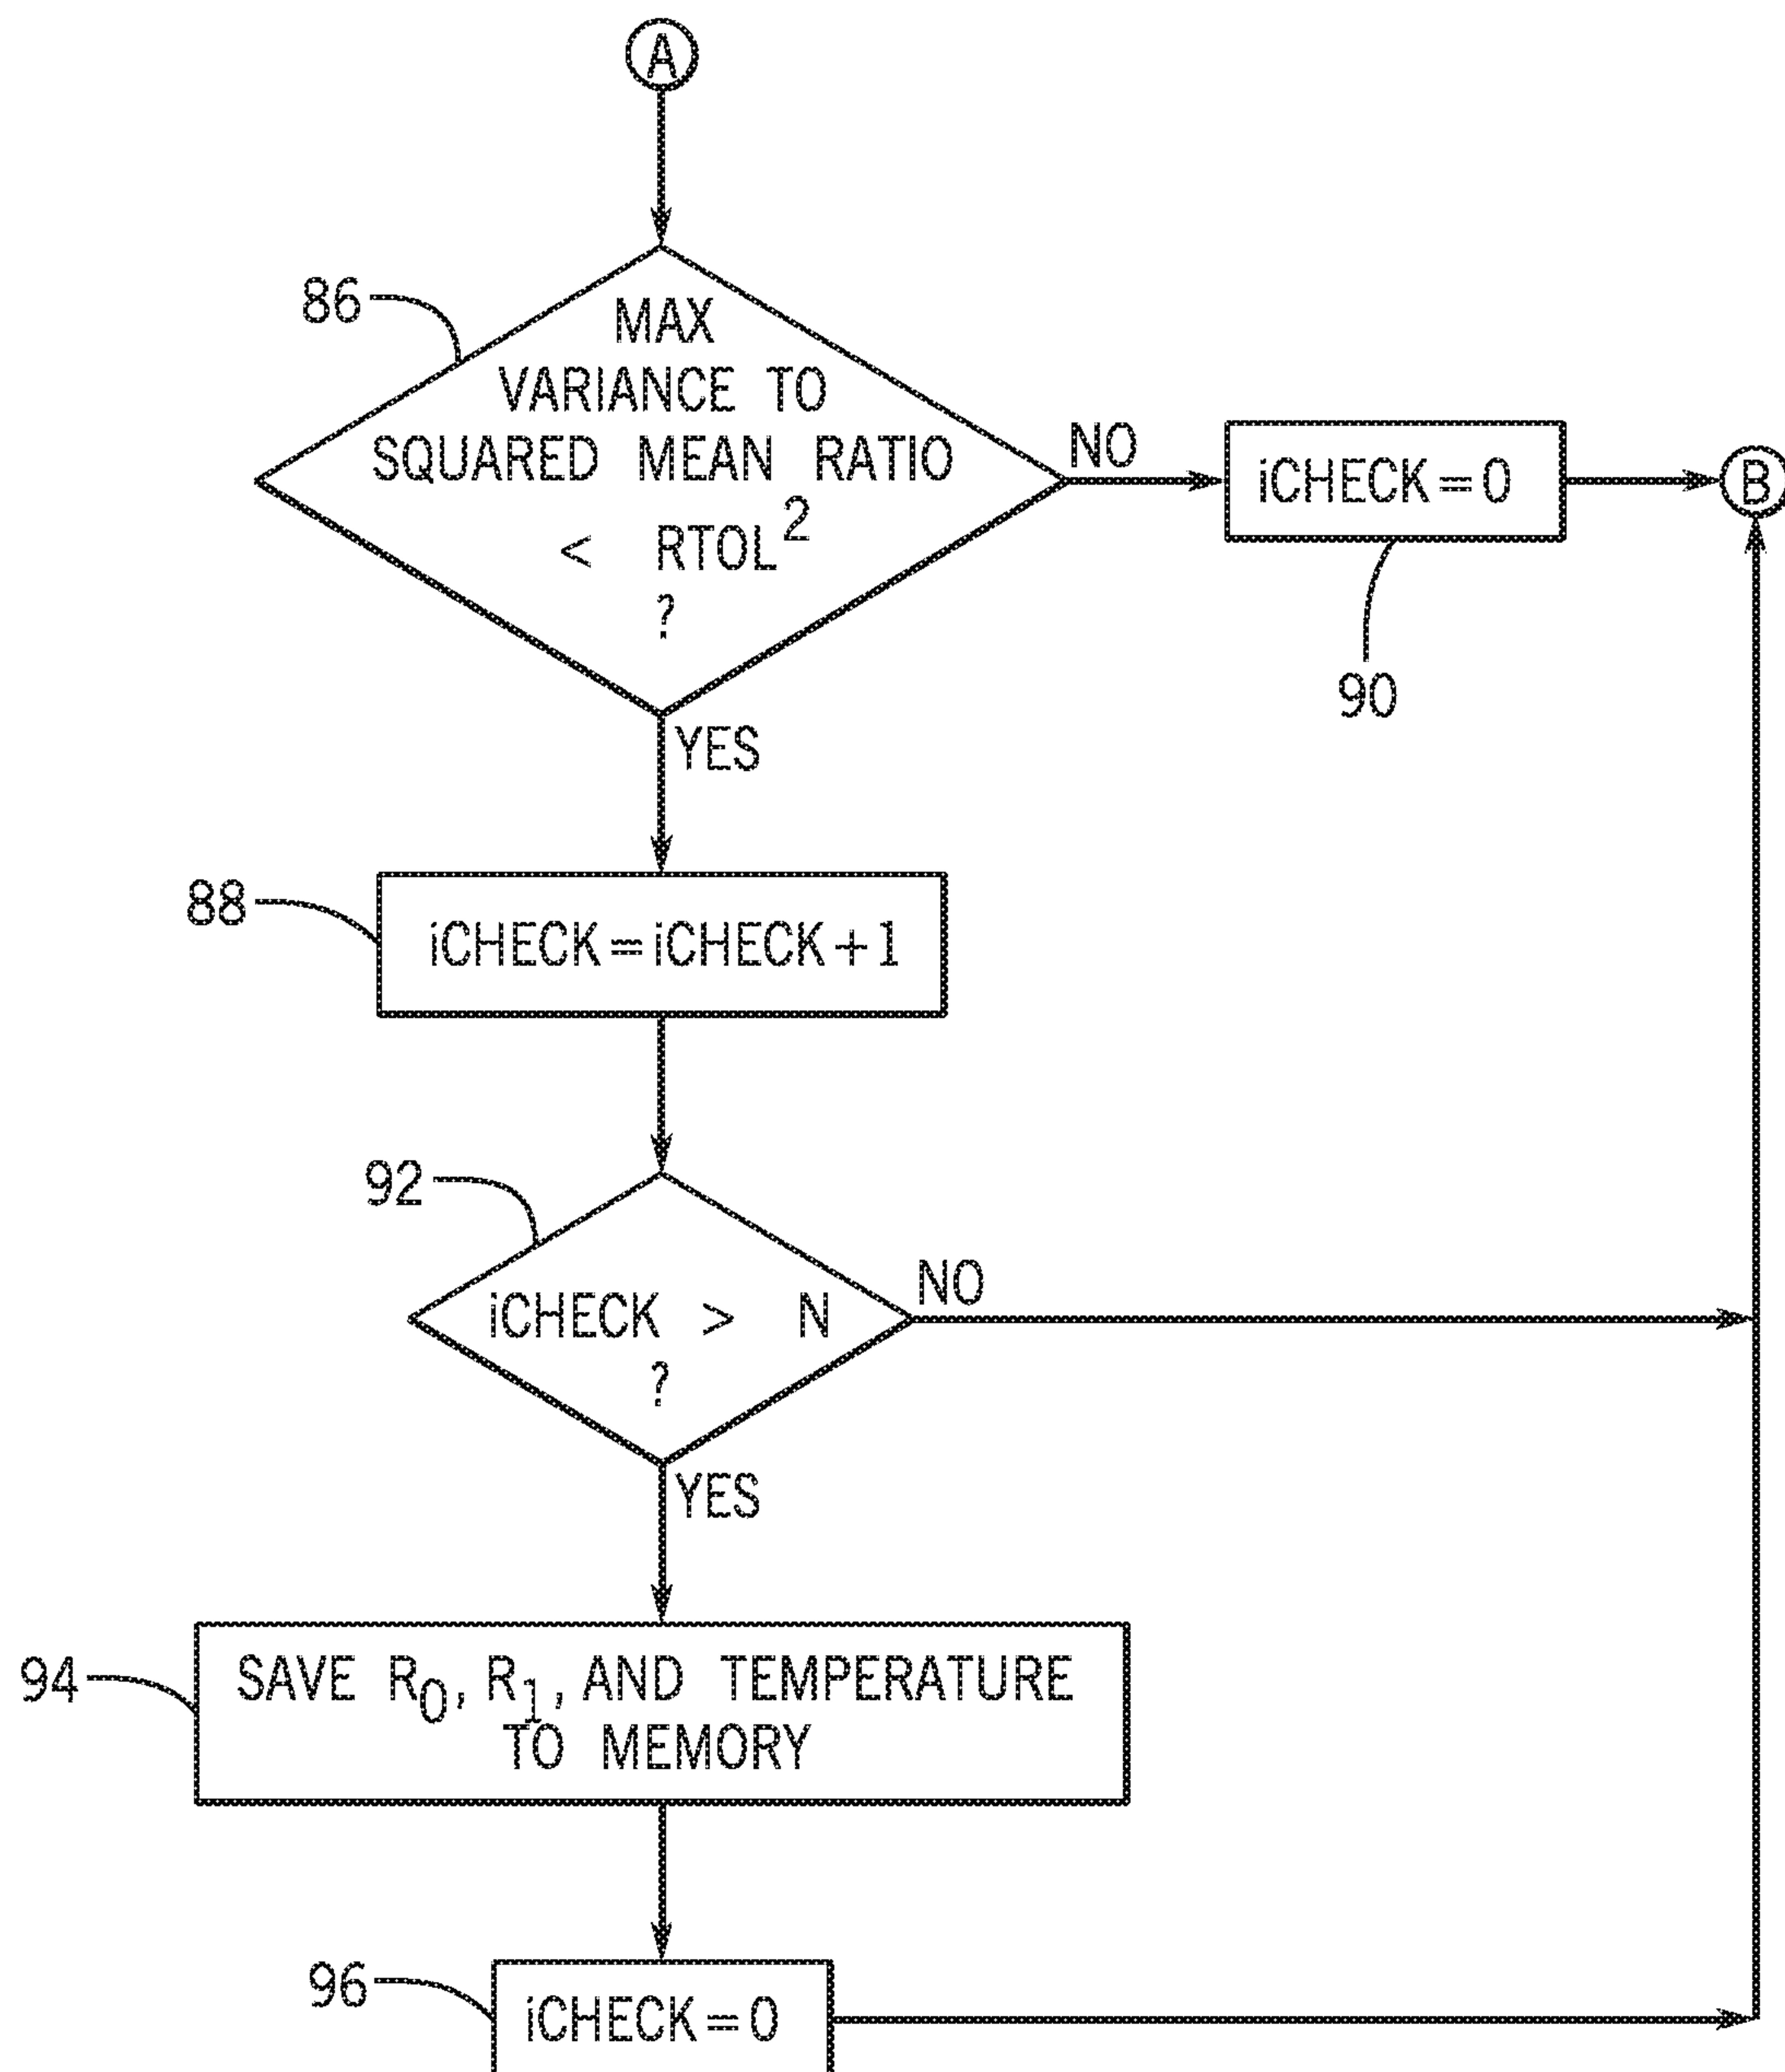 A
86
MAX
VARIANCE TO
SQUARED MEAN RATIO
< RTOL²
?
NO
iCHECK=0
B
90
YES
88
iCHECK=iCHECK+1
92
iCHECK > N
?
NO
YES
94
SAVE R₀, R₁, AND TEMPERATURE
TO MEMORY
96
iCHECK=0